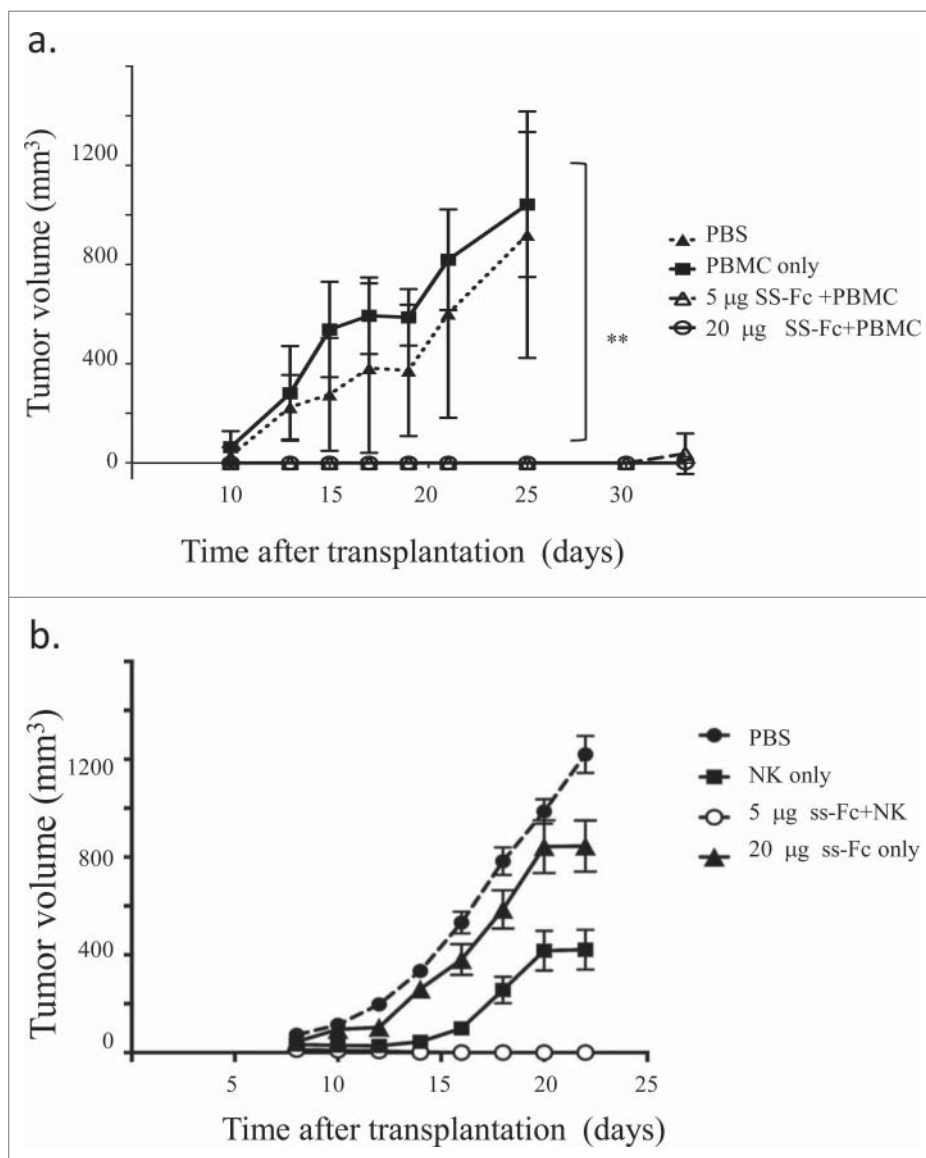 a.
Tumor volume (mm³)
1200
800
400
0
10 15 20 25 30
Time after transplantation (days)
**
PBS
PBMC only
5 µg SS-Fc +PBMC
20 µg SS-Fc+PBMC
b.
Tumor volume (mm³)
1200
800
400
0
5 10 15 20 25
Time after transplantation (days)
PBS
NK only
5 µg ss-Fc+NK
20 µg ss-Fc only